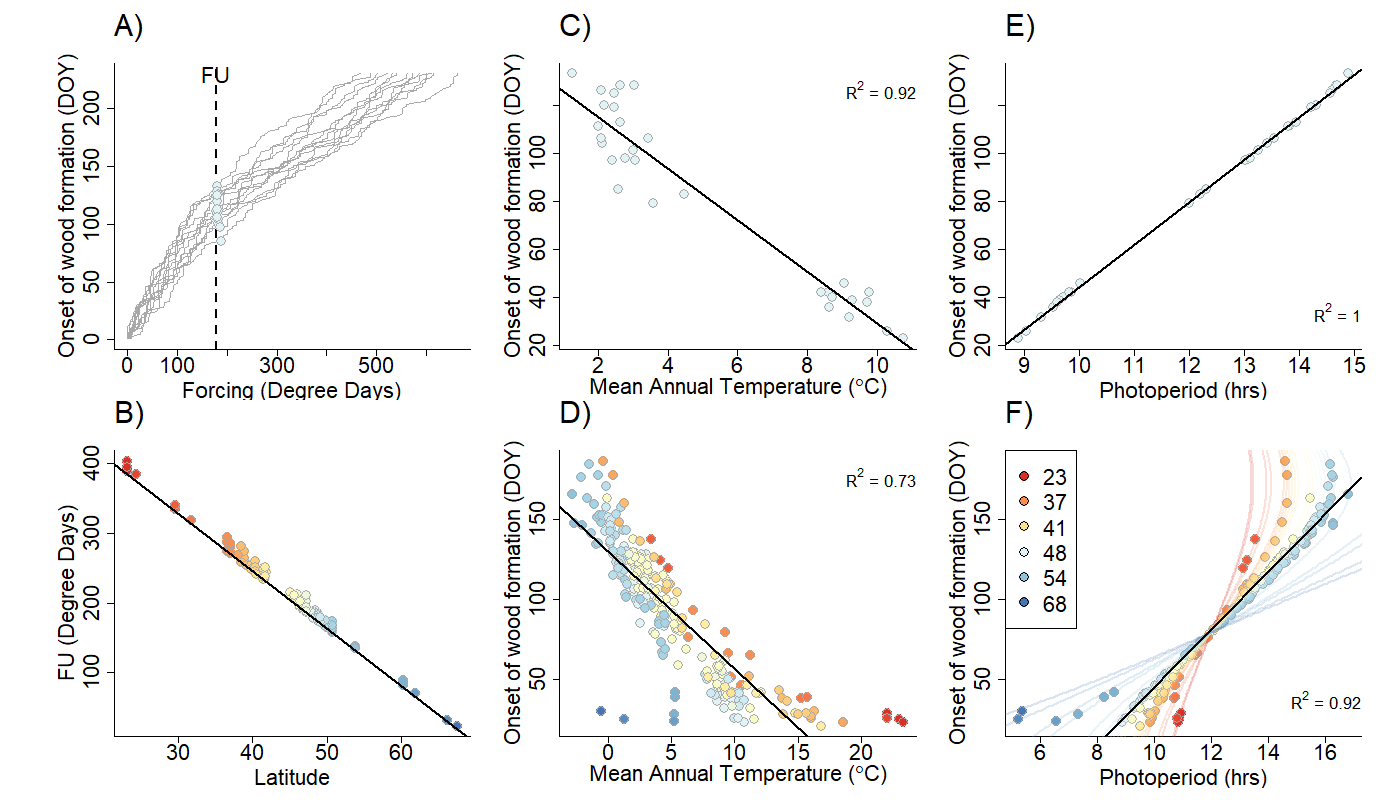 A)
FU
Onset of wood formation (DOY)
0
50
100
150
200
0
100
300
500
Forcing (Degree Days)
C)
R² = 0.92
Onset of wood formation (DOY)
20
40
60
80
100
2
4
6
8
10
Mean Annual Temperature (°C)
E)
R² = 1
Onset of wood formation (DOY)
20
40
60
80
100
9
10
11
12
13
14
15
Photoperiod (hrs)
B)
FU (Degree Days)
100
200
300
400
30
40
50
60
Latitude
D)
R² = 0.73
Onset of wood formation (DOY)
50
100
150
0
5
10
15
20
Mean Annual Temperature (°C)
F)
23
37
41
48
54
68
R² = 0.92
Onset of wood formation (DOY)
50
100
150
6
8
10
12
14
16
Photoperiod (hrs)